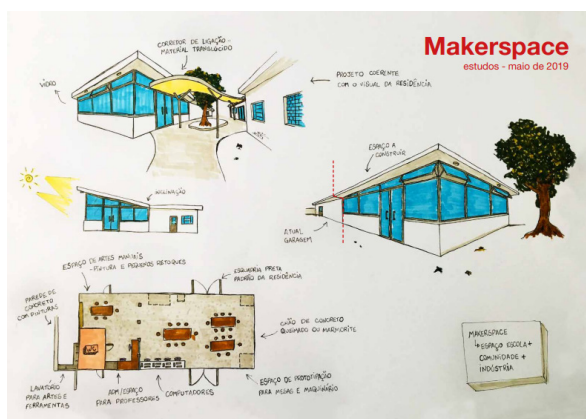 Makerspace
estudos - maio de 2019
CORREDOR DE LIGAÇÃO -
MATERIAL TRANSLÚCIDO
VIDRO
PROJETO COERENTE
COM O VISUAL DA RESIDÊNCIA
ESPAÇO A
CONSTRUIR
INCLINAÇÃO
ATUAL
GARAGEM
ESPAÇO DE ARTES MANUAIS
- PINTURA E PEQUENOS RETOQUES
ESQUADRIA PRETA
PADRÃO DA RESIDÊNCIA
PAREDE DE
CONCRETO
COM PINTURAS
CHÃO DE CONCRETO
QUEIMADO OU MARMORITE
LAVATÓRIO
PARA ARTES E
FERRAMENTAS
ADM/ESPAÇO
PARA PROFESSORES
COMPUTADORES
ESPAÇO DE PROTOTIPAÇÃO
PARA MESAS E MAQUINÁRIO
MAKERSPACE
↳ ESPAÇO ESCOLA +
COMUNIDADE +
INDÚSTRIA